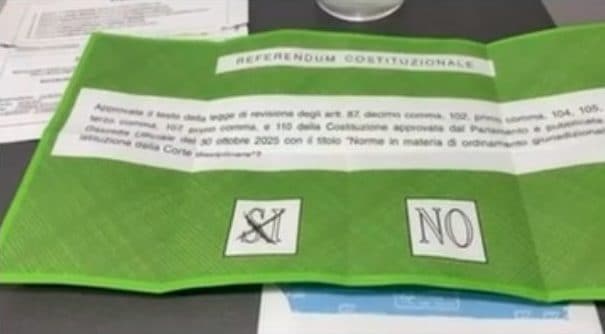 REFERENDUM COSTITUZIONALE
Approvate il testo della legge di revisione degli artt. 87, decimo comma, 102, primo comma, 104, 105,
terzo comma, 107, primo comma, e 110 della Costituzione approvata dal Parlamento e pubblicata
Gazzetta Ufficiale del 30 ottobre 2025 con il titolo "Norme in materia di ordinamento giurisdizionale
istituzione della Corte disciplinare"?
SI
NO